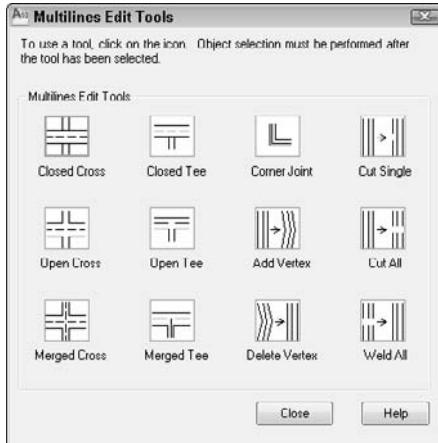 Multilines Edit Tools
To use a tool, click on the icon. Object selection must be performed after
the tool has been selected.
Multilines Edit Tools
Closed Cross Closed Tee Corner Joint Cut Single
Open Cross Open Tee Add Vertex Cut All
Merged Cross Merged Tee Delete Vertex Weld All
Close Help